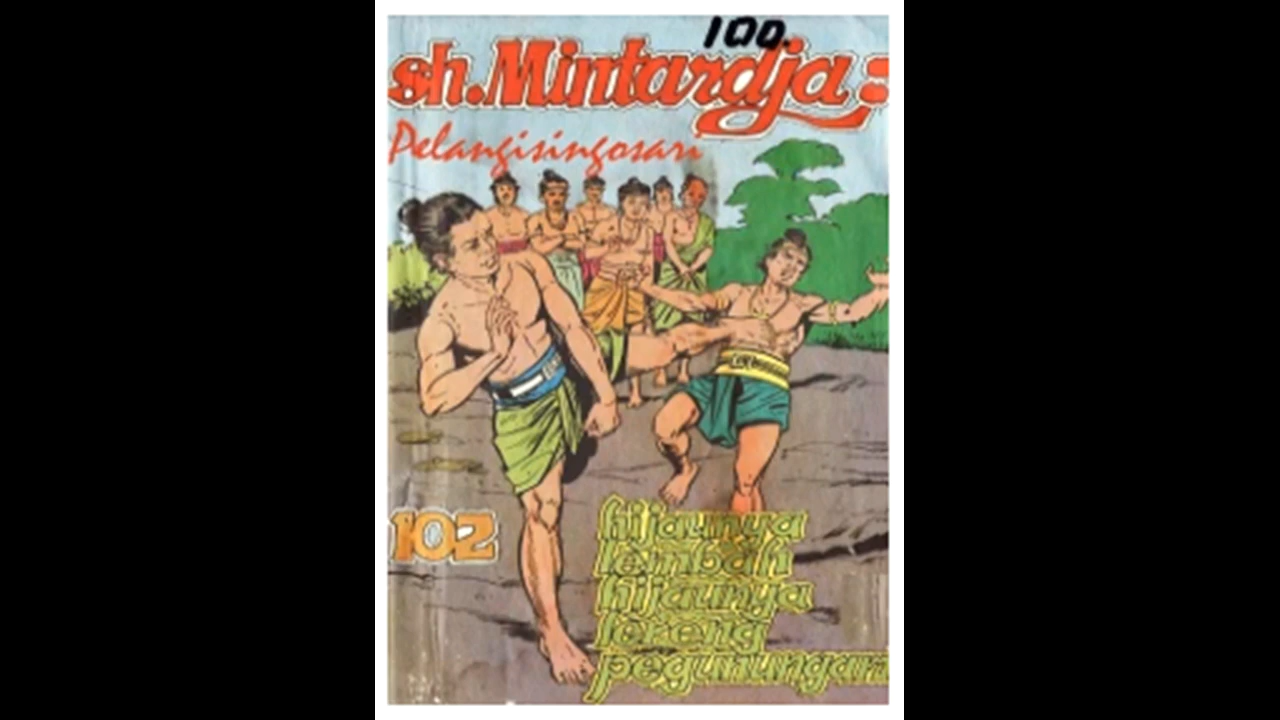 100.
sh.Mintardja:
Pelangisingosari
102
hijaunya
lembah
hijaunya
lereng
pegunungan